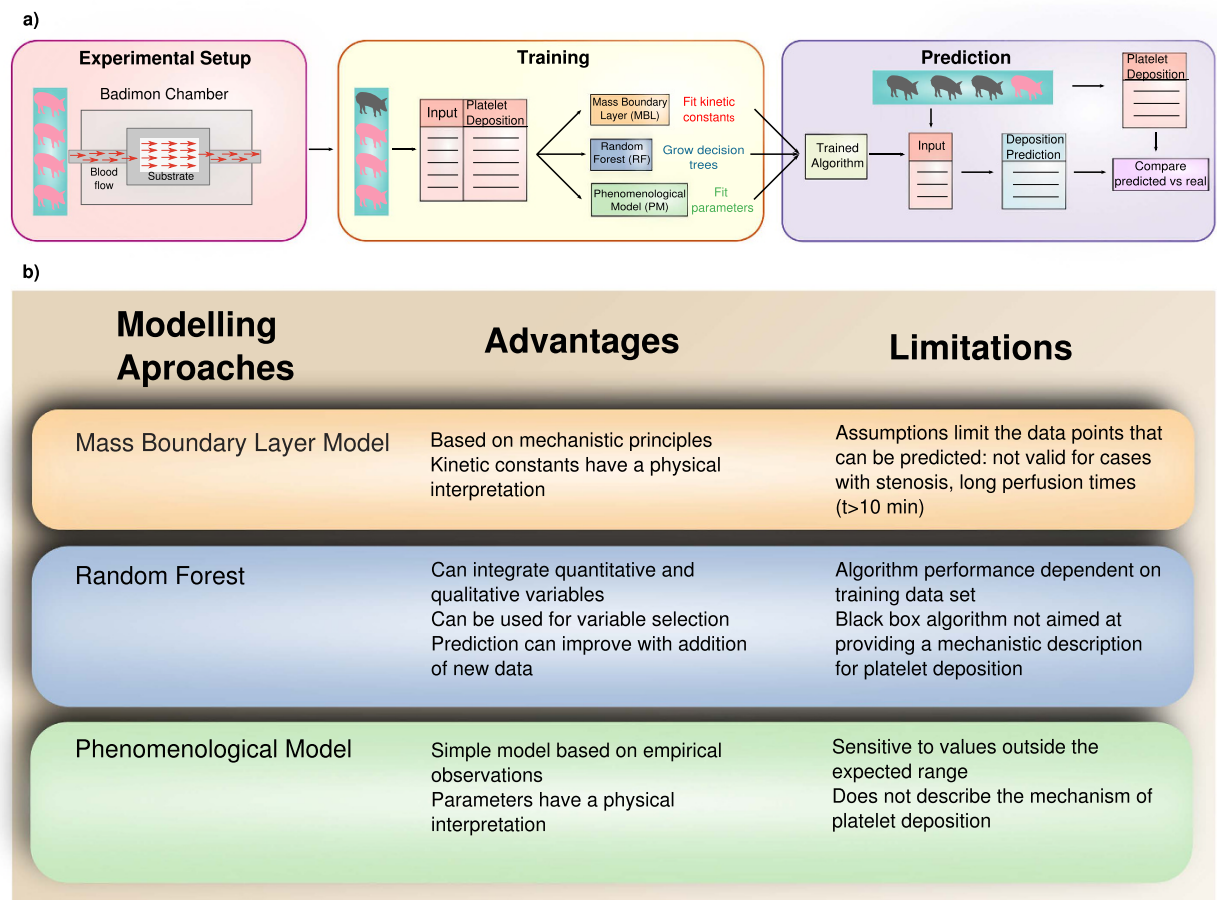 a)
Experimental Setup
Badimon Chamber
Blood
flow
Substrate
Training
Input
Platelet
Deposition
Mass Boundary
Layer (MBL)
Fit kinetic
constants
Random
Forest (RF)
Grow decision
trees
Phenomenological
Model (PM)
Fit
parameters
Prediction
Trained
Algorithm
Input
Deposition
Prediction
Platelet
Deposition
Compare
predicted vs real
b)
Modelling
Aproaches
Advantages
Limitations
Mass Boundary Layer Model
Based on mechanistic principles
Kinetic constants have a physical
interpretation
Assumptions limit the data points that
can be predicted: not valid for cases
with stenosis, long perfusion times
(t>10 min)
Random Forest
Can integrate quantitative and
qualitative variables
Can be used for variable selection
Prediction can improve with addition
of new data
Algorithm performance dependent on
training data set
Black box algorithm not aimed at
providing a mechanistic description
for platelet deposition
Phenomenological Model
Simple model based on empirical
observations
Parameters have a physical
interpretation
Sensitive to values outside the
expected range
Does not describe the mechanism of
platelet deposition